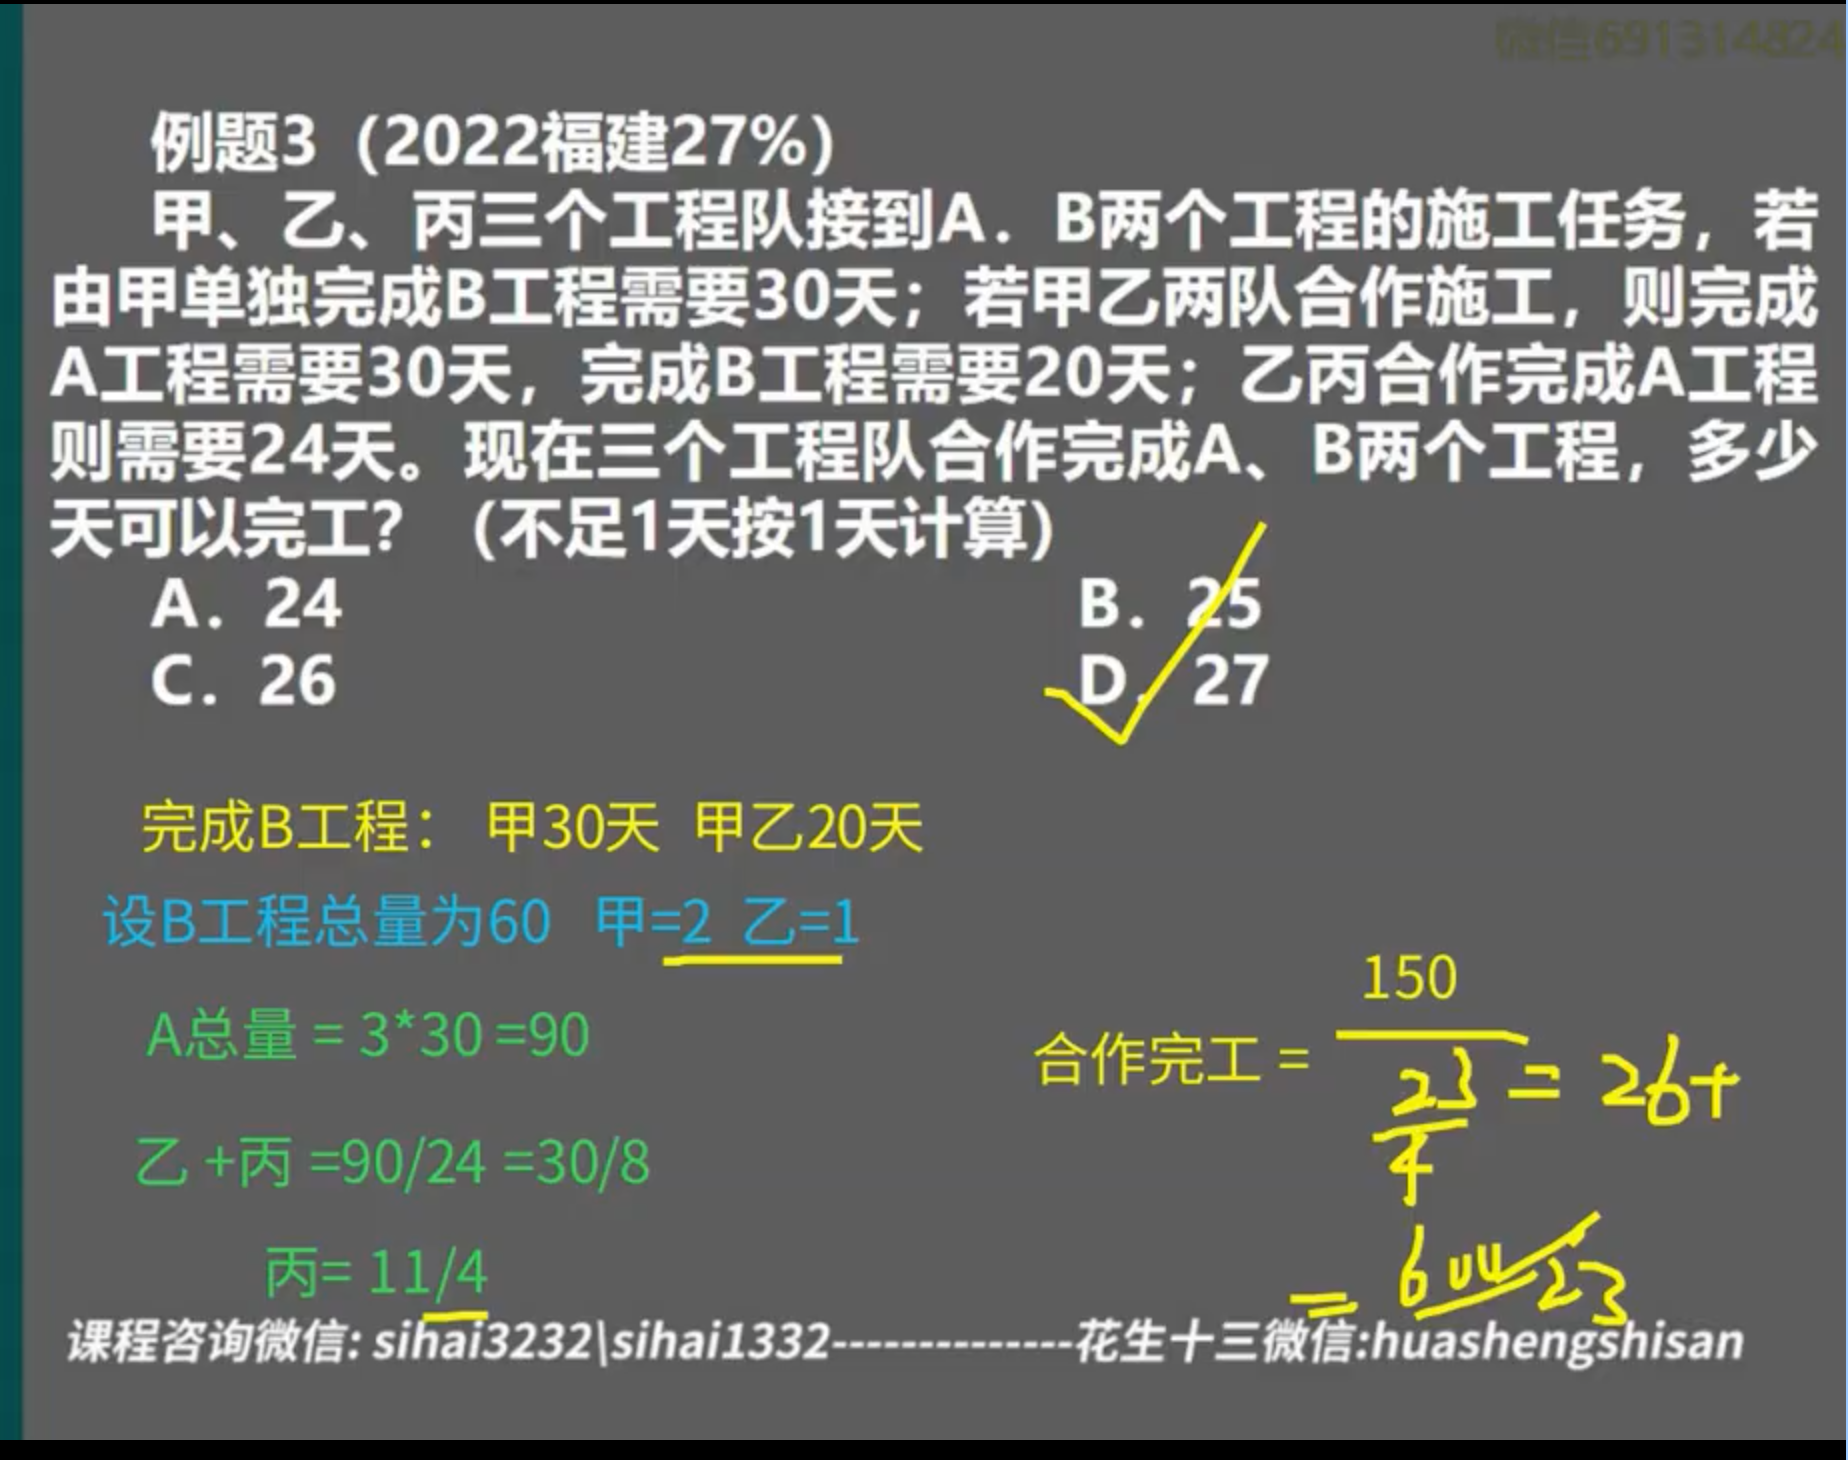 微信691314824
例题3（2022福建27%）
甲、乙、丙三个工程队接到A．B两个工程的施工任务，若
由甲单独完成B工程需要30天；若甲乙两队合作施工，则完成
A工程需要30天，完成B工程需要20天；乙丙合作完成A工程
则需要24天。现在三个工程队合作完成A、B两个工程，多少
天可以完工？（不足1天按1天计算）
A．24 B．25
C．26 D．27
完成B工程： 甲30天 甲乙20天
设B工程总量为60 甲=2 乙=1
A总量 = 3*30 =90
乙 +丙 =90/24 =30/8
丙= 11/4
150
合作完工 = 23 = 26+
4
= 600/23
课程咨询微信: sihai3232\sihai1332--------------花生十三微信:huashengshisan